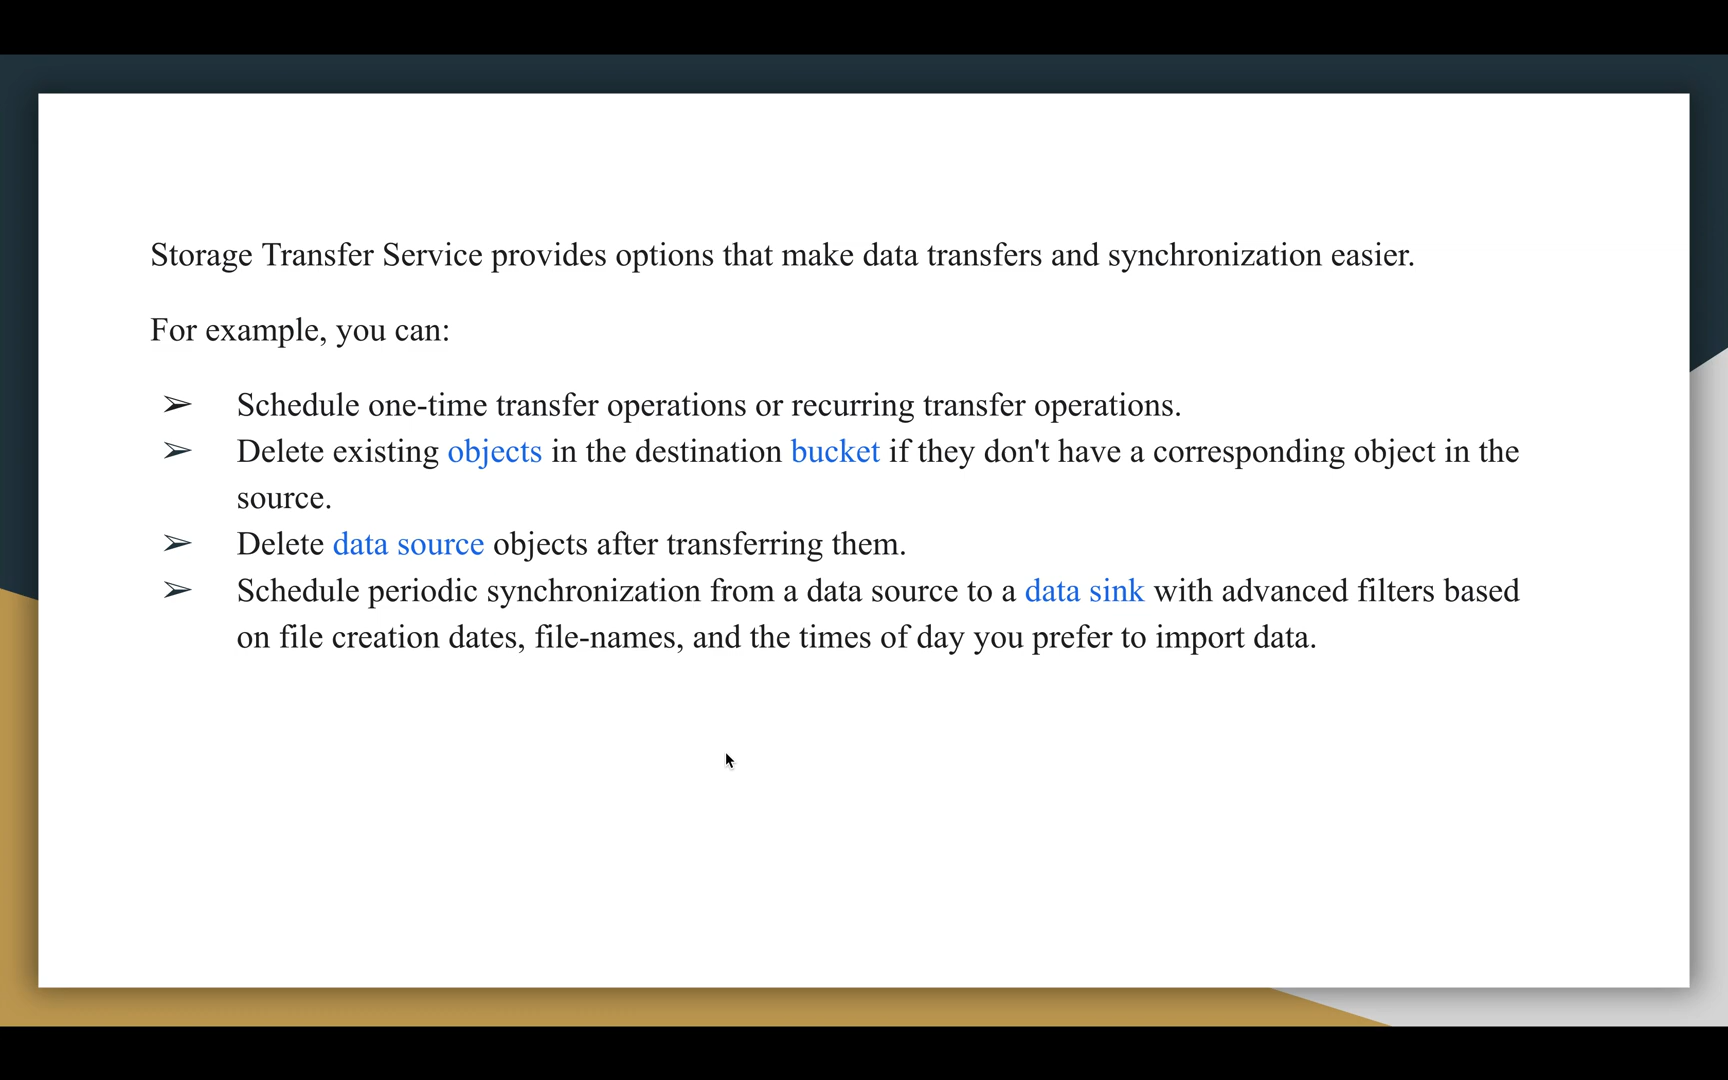 Storage Transfer Service provides options that make data transfers and synchronization easier.
For example, you can:
➢ Schedule one-time transfer operations or recurring transfer operations.
➢ Delete existing objects in the destination bucket if they don't have a corresponding object in the
source.
➢ Delete data source objects after transferring them.
➢ Schedule periodic synchronization from a data source to a data sink with advanced filters based
on file creation dates, file-names, and the times of day you prefer to import data.